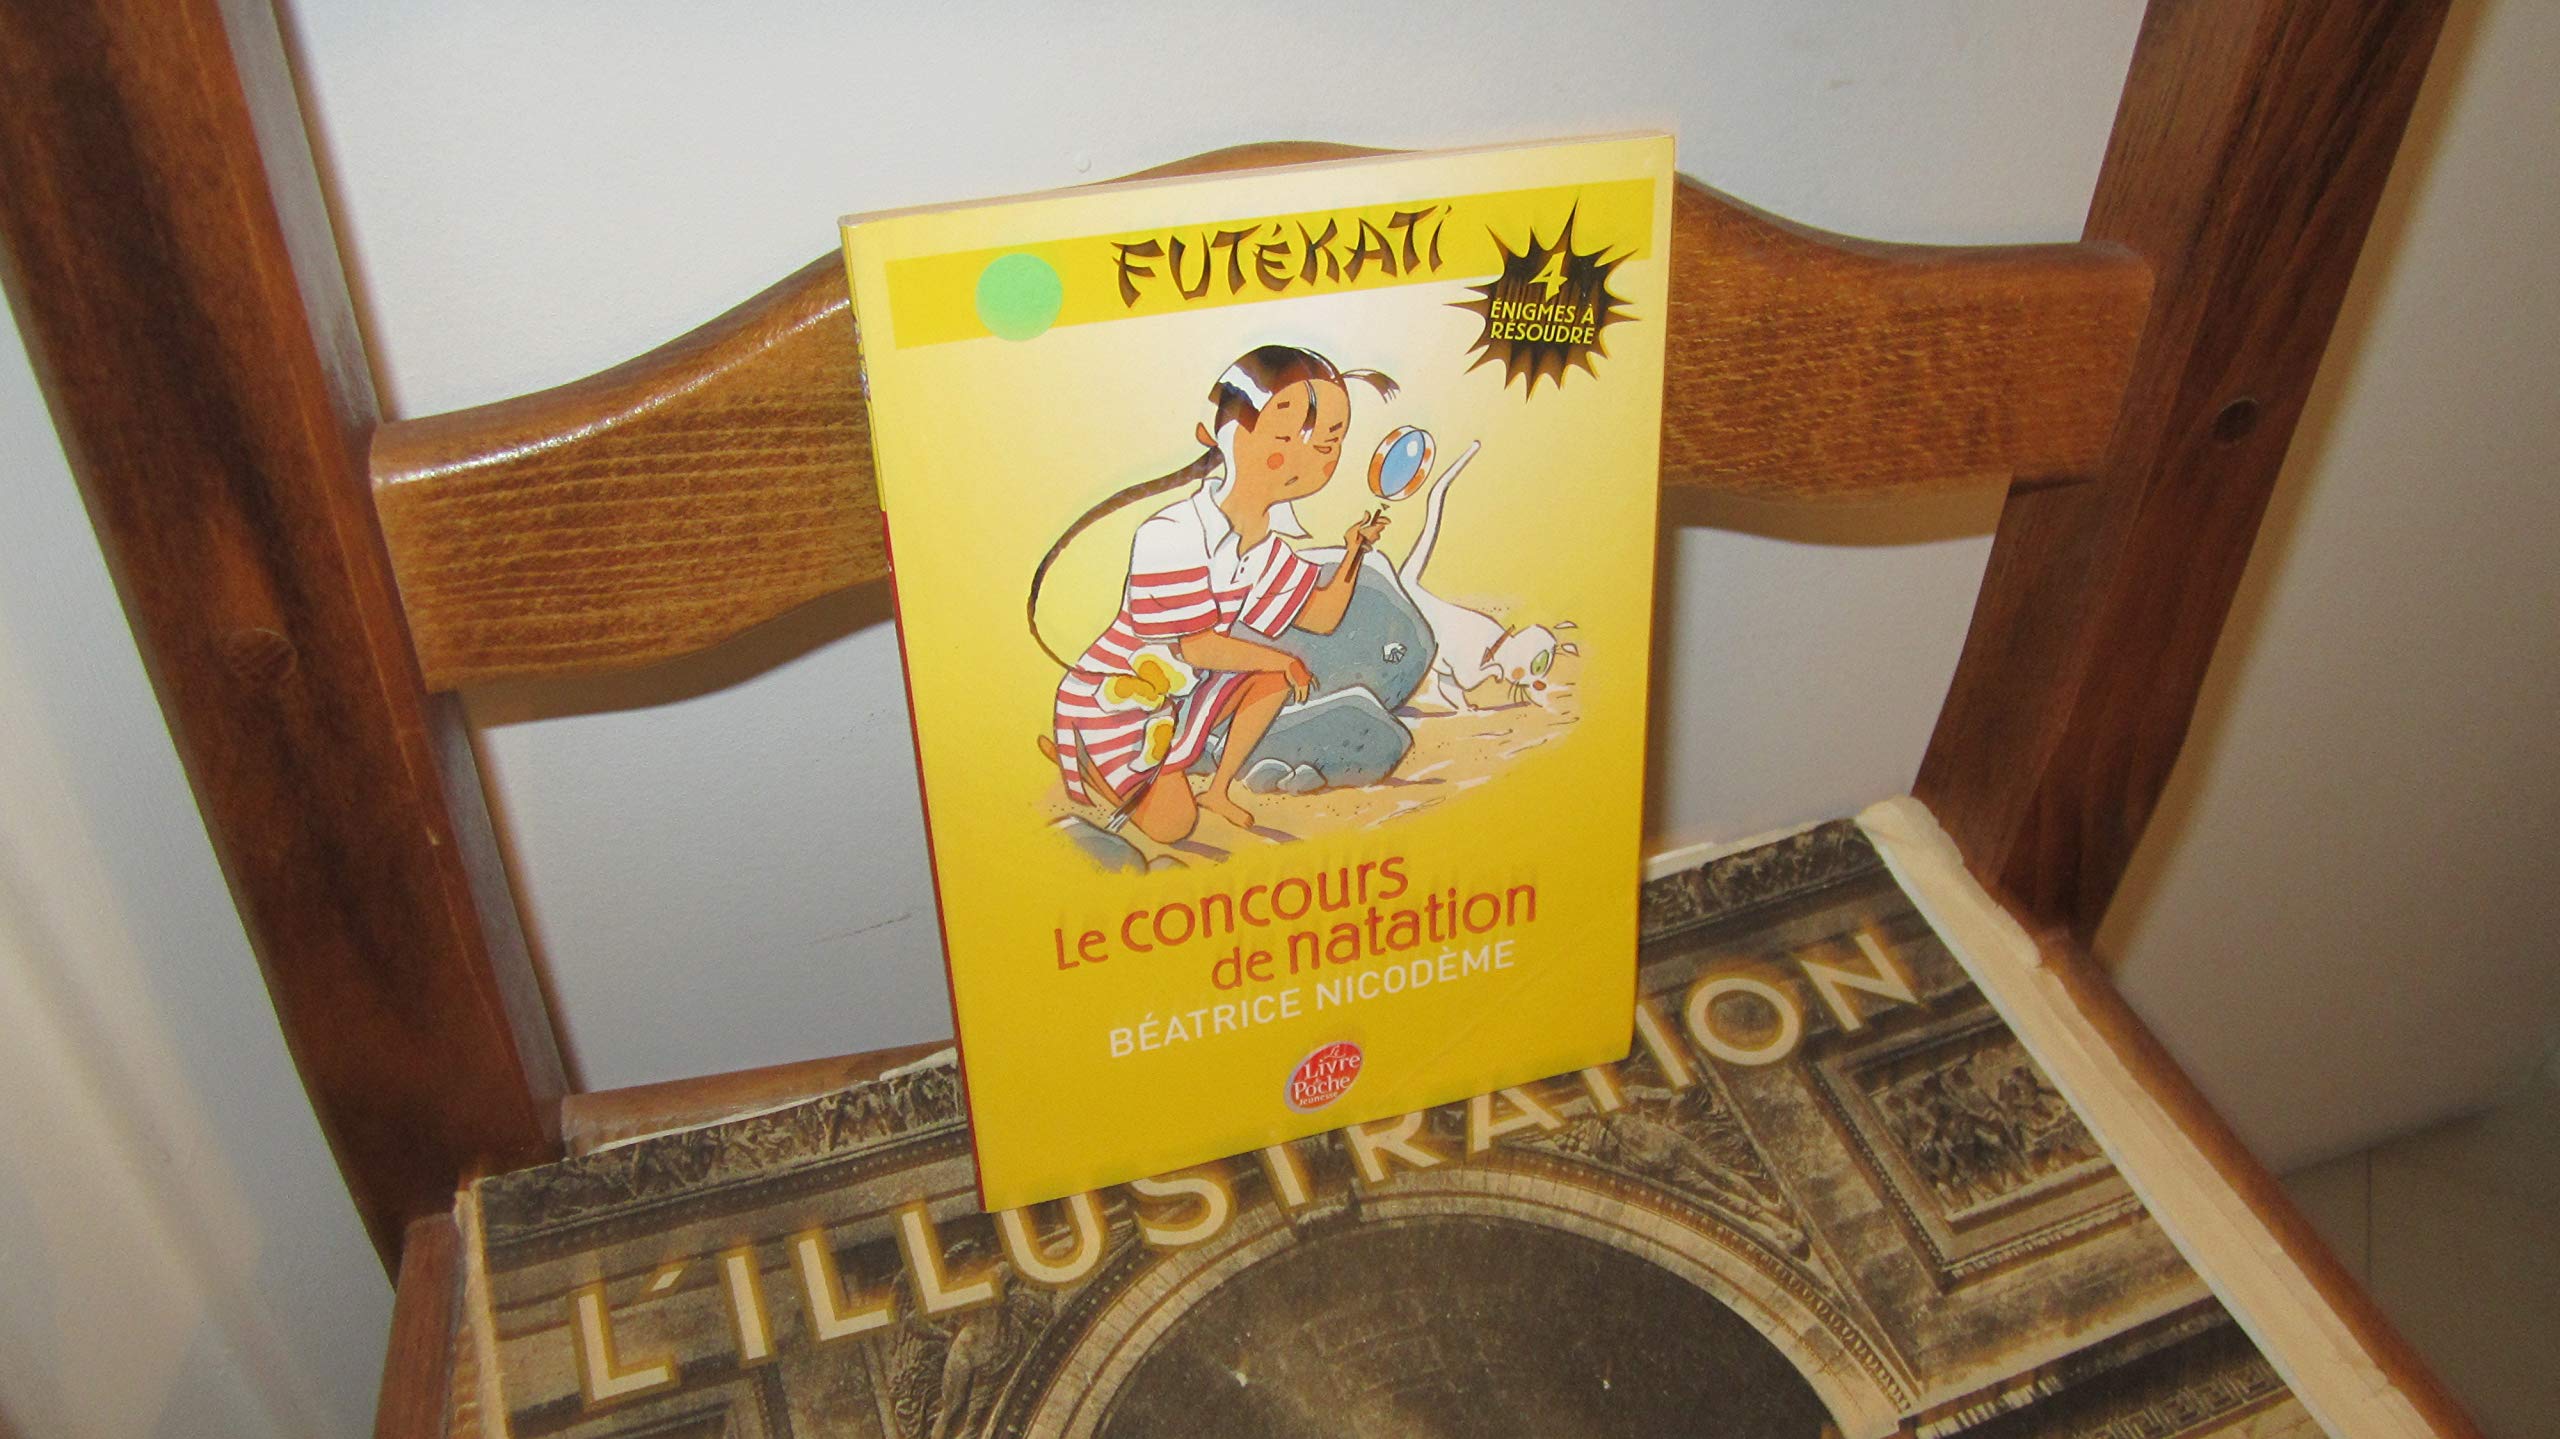 FUTÉKATI
4
ÉNIGMES À
RÉSOUDRE
Le concours
de natation
BÉATRICE NICODÈME
Le
Livre
de
Poche
Jeunesse
L'ILLUSTRATION